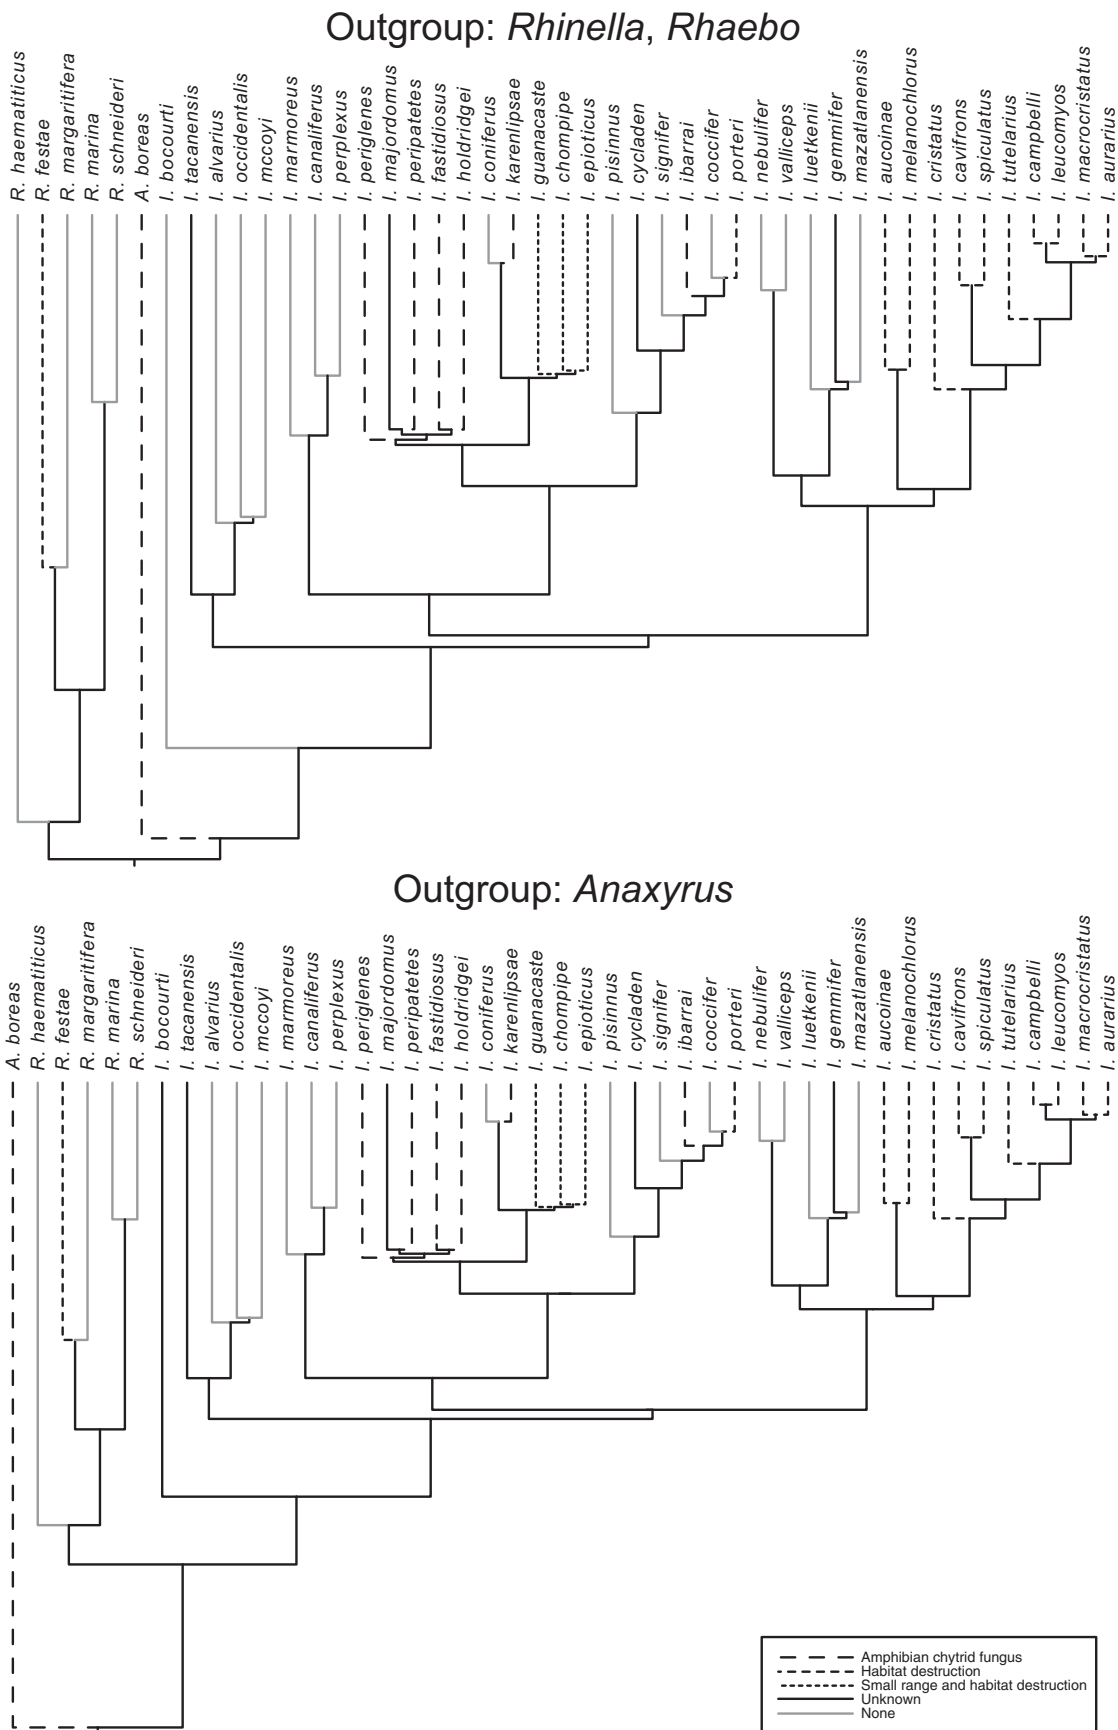 Outgroup: Rhinella, Rhaebo
R. haematiticus
R. festae
R. margaritifera
R. marina
R. schneideri
A. boreas
I. bocourti
I. tacanensis
I. alvarius
I. occidentalis
I. mccoyi
I. marmoreus
I. canaliferus
I. perplexus
I. periglenes
I. majordomus
I. peripatetes
I. fastidiosus
I. holdridgei
I. coniferus
I. karenlipsae
I. guanacaste
I. chompipe
I. epioticus
I. pisinnus
I. cycladen
I. signifer
I. ibarrai
I. coccifer
I. porteri
I. nebulifer
I. valliceps
I. luetkenii
I. gemmifer
I. mazatlanensis
I. aucoinae
I. melanochlorus
I. cristatus
I. cavifrons
I. spiculatus
I. tutelarius
I. campbelli
I. leucomyos
I. macrocristatus
I. aurarius
Outgroup: Anaxyrus
A. boreas
R. haematiticus
R. festae
R. margaritifera
R. marina
R. schneideri
I. bocourti
I. tacanensis
I. alvarius
I. occidentalis
I. mccoyi
I. marmoreus
I. canaliferus
I. perplexus
I. periglenes
I. majordomus
I. peripatetes
I. fastidiosus
I. holdridgei
I. coniferus
I. karenlipsae
I. guanacaste
I. chompipe
I. epioticus
I. pisinnus
I. cycladen
I. signifer
I. ibarrai
I. coccifer
I. porteri
I. nebulifer
I. valliceps
I. luetkenii
I. gemmifer
I. mazatlanensis
I. aucoinae
I. melanochlorus
I. cristatus
I. cavifrons
I. spiculatus
I. tutelarius
I. campbelli
I. leucomyos
I. macrocristatus
I. aurarius
Amphibian chytrid fungus
Habitat destruction
Small range and habitat destruction
Unknown
None